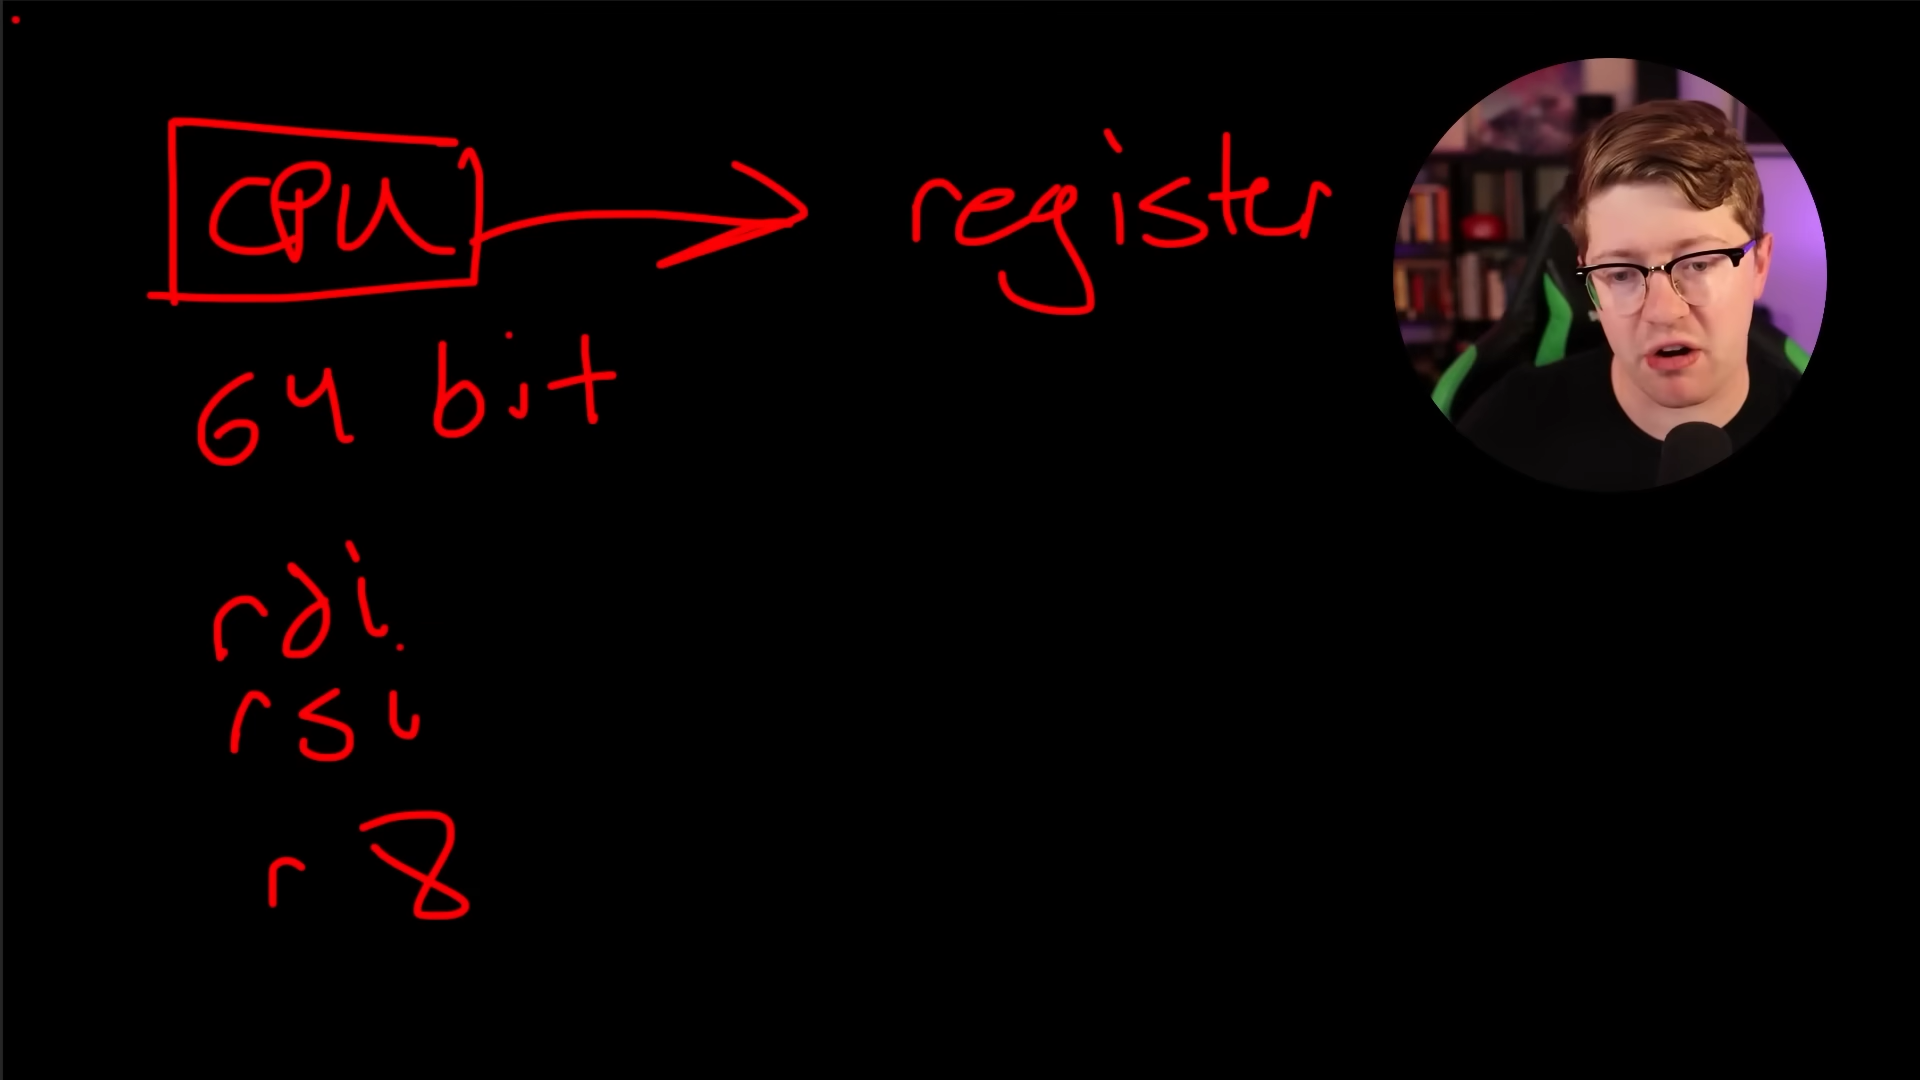 CPU register
64 bit
rdi
rsi
r8